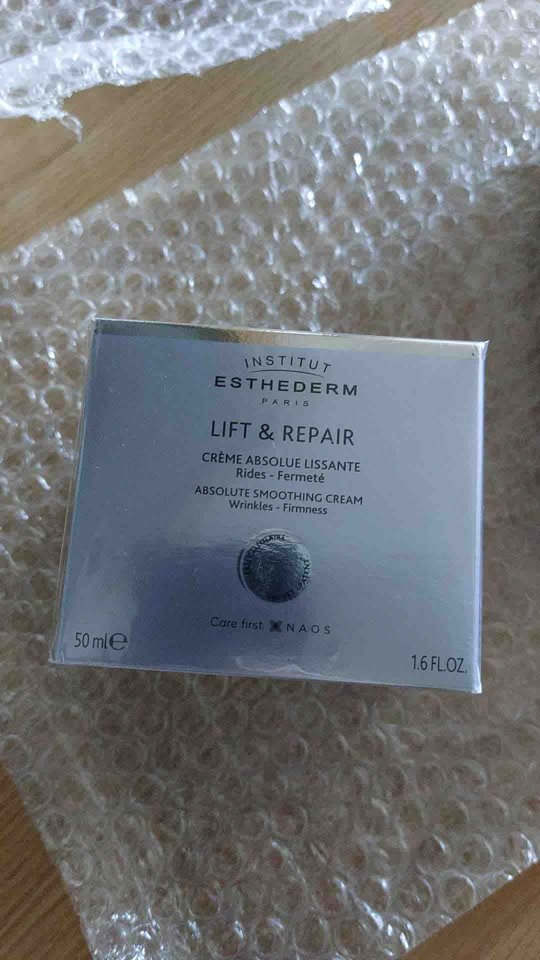 INSTITUT
ESTHEDERM
PARIS
LIFT & REPAIR
CRÈME ABSOLUE LISSANTE
Rides - Fermeté
ABSOLUTE SMOOTHING CREAM
Wrinkles - Firmness
Care first. NAOS
50 ml e
1.6 FL.OZ.